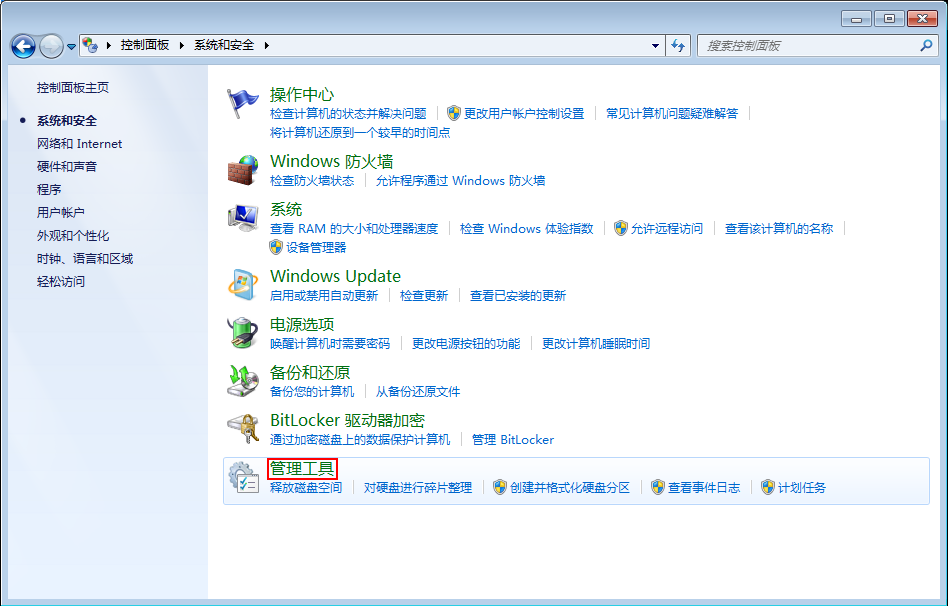 控制面板 系统和安全 搜索控制面板
控制面板主页
系统和安全
网络和 Internet
硬件和声音
程序
用户帐户
外观和个性化
时钟、语言和区域
轻松访问
操作中心
检查计算机的状态并解决问题 更改用户帐户控制设置 常见计算机问题疑难解答
将计算机还原到一个较早的时间点
Windows 防火墙
检查防火墙状态 允许程序通过 Windows 防火墙
系统
查看 RAM 的大小和处理器速度 检查 Windows 体验指数 允许远程访问 查看该计算机的名称
设备管理器
Windows Update
启用或禁用自动更新 检查更新 查看已安装的更新
电源选项
唤醒计算机时需要密码 更改电源按钮的功能 更改计算机睡眠时间
备份和还原
备份您的计算机 从备份还原文件
BitLocker 驱动器加密
通过加密磁盘上的数据保护计算机 管理 BitLocker
管理工具
释放磁盘空间 对硬盘进行碎片整理 创建并格式化硬盘分区 查看事件日志 计划任务